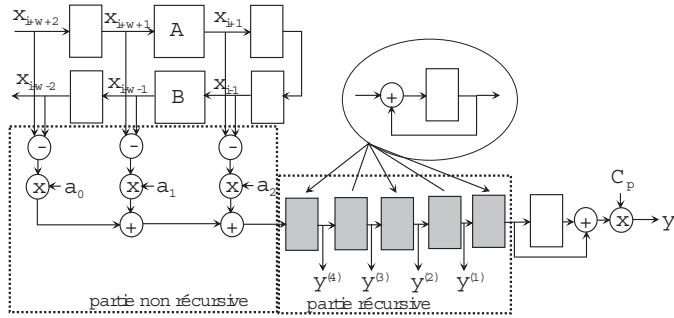 x_{i+w+2} x_{i+w+1} A x_{i+1}
x_{i-w-2} x_{i-w-1} B x_{i-1}
+
- - -
x a_0 x a_1 x a_2
C_p
+ + + x y
y^{(4)} y^{(3)} y^{(2)} y^{(1)}
partie non récursive
partie récursive